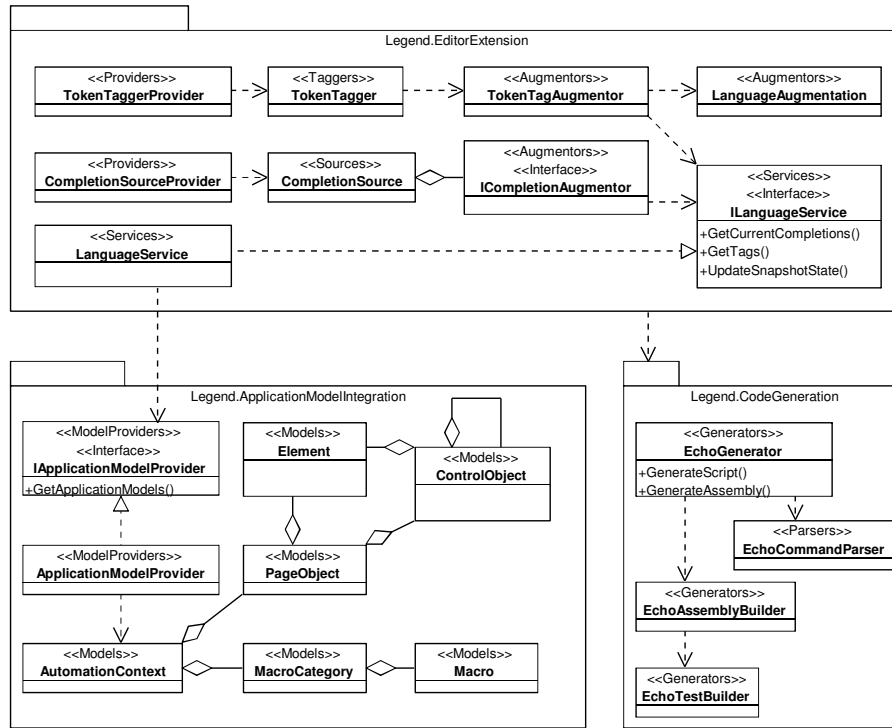 Legend.EditorExtension
<<Providers>>
TokenTaggerProvider
<<Taggers>>
TokenTagger
<<Augmentors>>
TokenTagAugmentor
<<Augmentors>>
LanguageAugmentation
<<Providers>>
CompletionSourceProvider
<<Sources>>
CompletionSource
<<Augmentors>>
<<Interface>>
ICompletionAugmentor
<<Services>>
<<Interface>>
ILanguageService
+GetCurrentCompletions()
+GetTags()
+UpdateSnapshotState()
<<Services>>
LanguageService
Legend.ApplicationModelIntegration
<<ModelProviders>>
<<Interface>>
IApplicationModelProvider
+GetApplicationModels()
<<Models>>
Element
<<Models>>
ControlObject
<<ModelProviders>>
ApplicationModelProvider
<<Models>>
PageObject
<<Models>>
AutomationContext
<<Models>>
MacroCategory
<<Models>>
Macro
Legend.CodeGeneration
<<Generators>>
EchoGenerator
+GenerateScript()
+GenerateAssembly()
<<Parsers>>
EchoCommandParser
<<Generators>>
EchoAssemblyBuilder
<<Generators>>
EchoTestBuilder